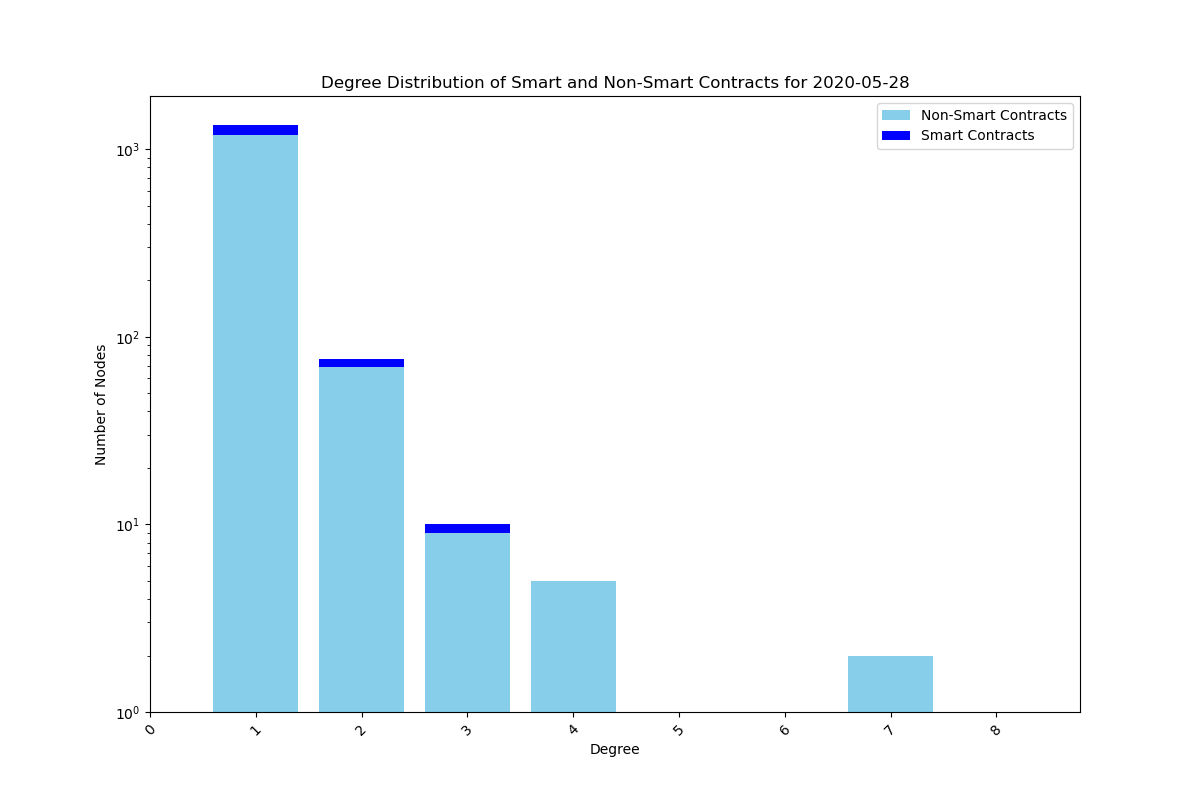 Degree Distribution of Smart and Non-Smart Contracts for 2020-05-28
Non-Smart Contracts
Smart Contracts
Number of Nodes
10³
10²
10¹
10⁰
0 1 2 3 4 5 6 7 8
Degree